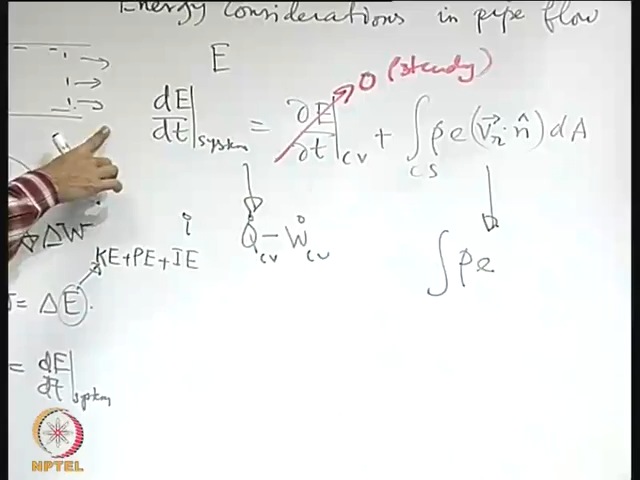 Energy considerations in pipe flow
E
dE/dt|system = ∂E/∂t|CV + ∫CS ρe(v⃗r·n̂)dA
0 (steady)
ΔW
i
Q̇cv − Ẇcv
∫ρe
KE+PE+IE
= ΔE
= dE/dt|system
NPTEL